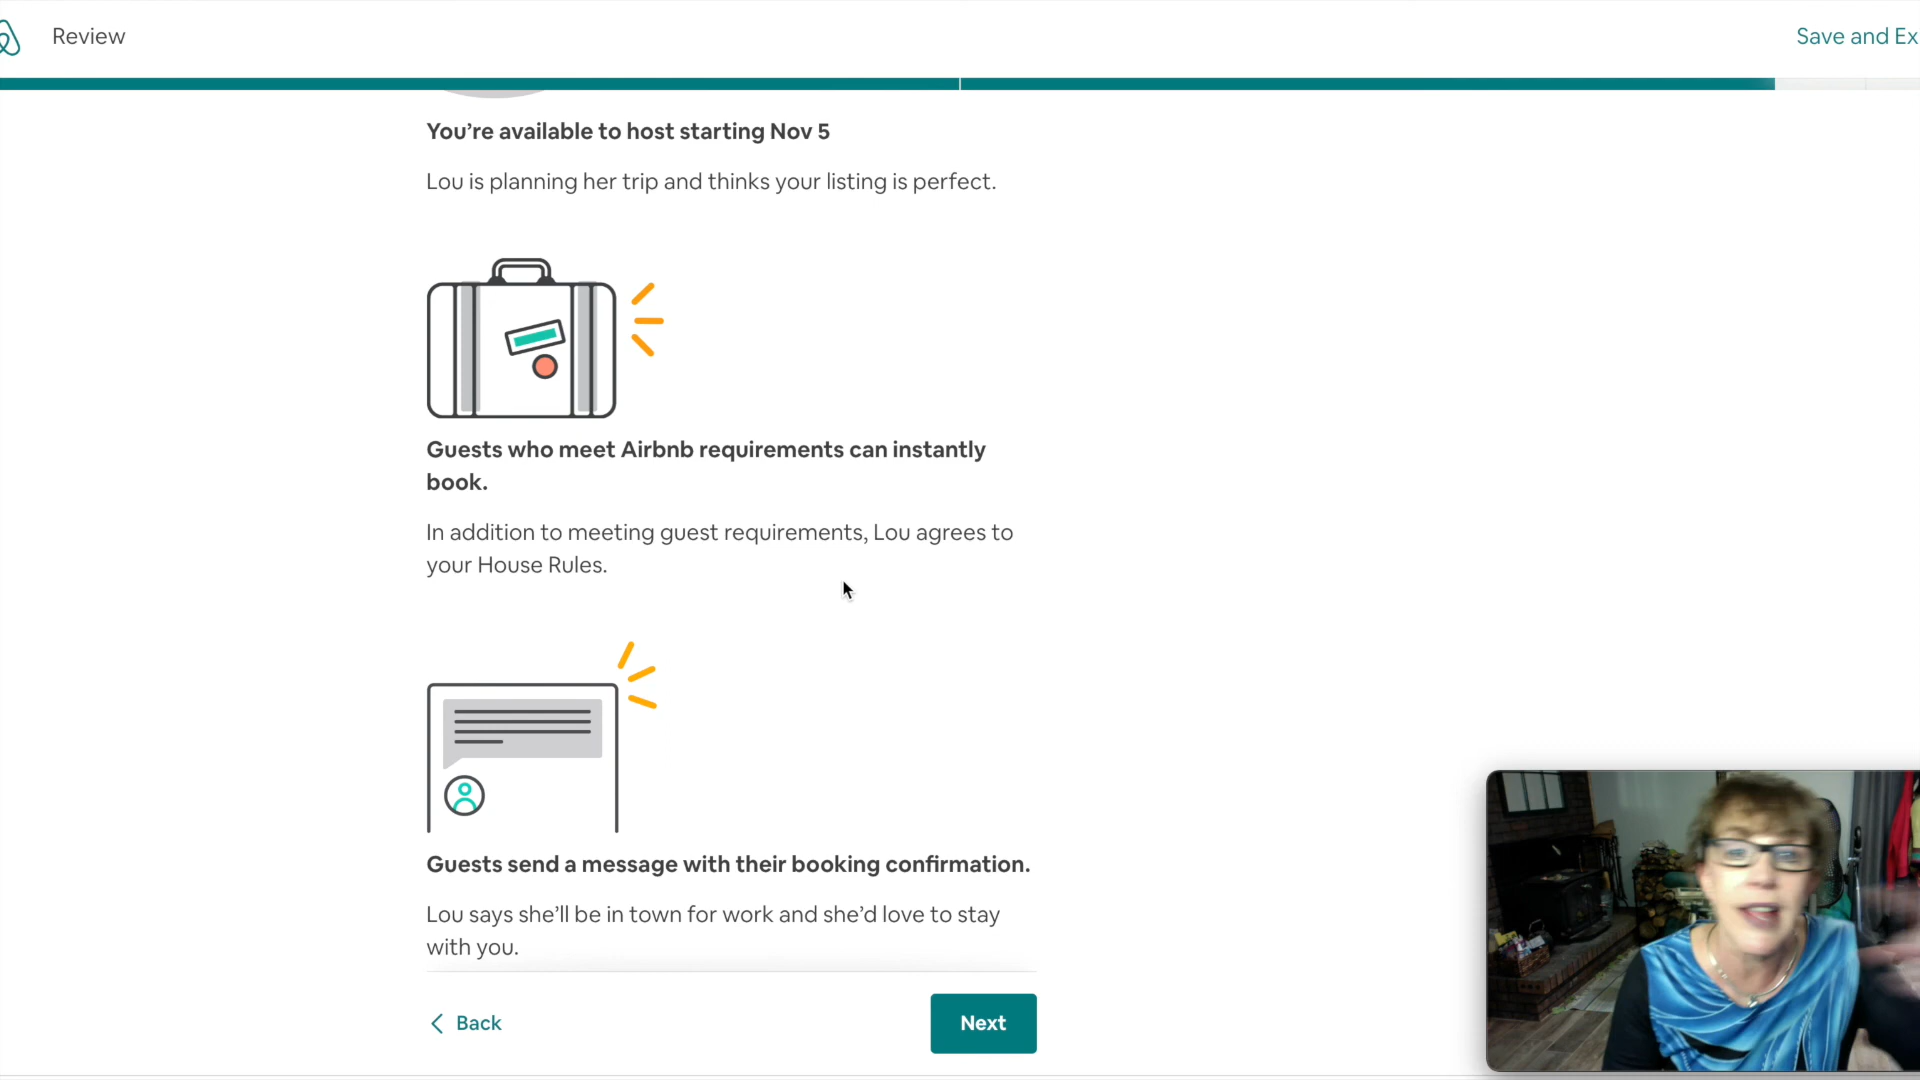 Review
Save and Ex
You’re available to host starting Nov 5
Lou is planning her trip and thinks your listing is perfect.
Guests who meet Airbnb requirements can instantly
book.
In addition to meeting guest requirements, Lou agrees to
your House Rules.
Guests send a message with their booking confirmation.
Lou says she’ll be in town for work and she’d love to stay
with you.
Back
Next